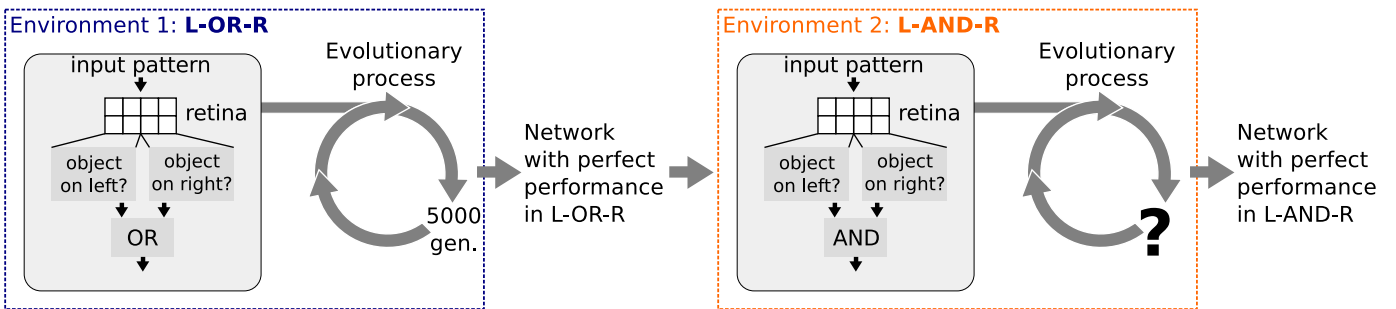 Environment 1: L-OR-R
input pattern
retina
object
on left?
object
on right?
OR
Evolutionary
process
5000
gen.
Network
with perfect
performance
in L-OR-R
Environment 2: L-AND-R
input pattern
retina
object
on left?
object
on right?
AND
Evolutionary
process
?
Network
with perfect
performance
in L-AND-R